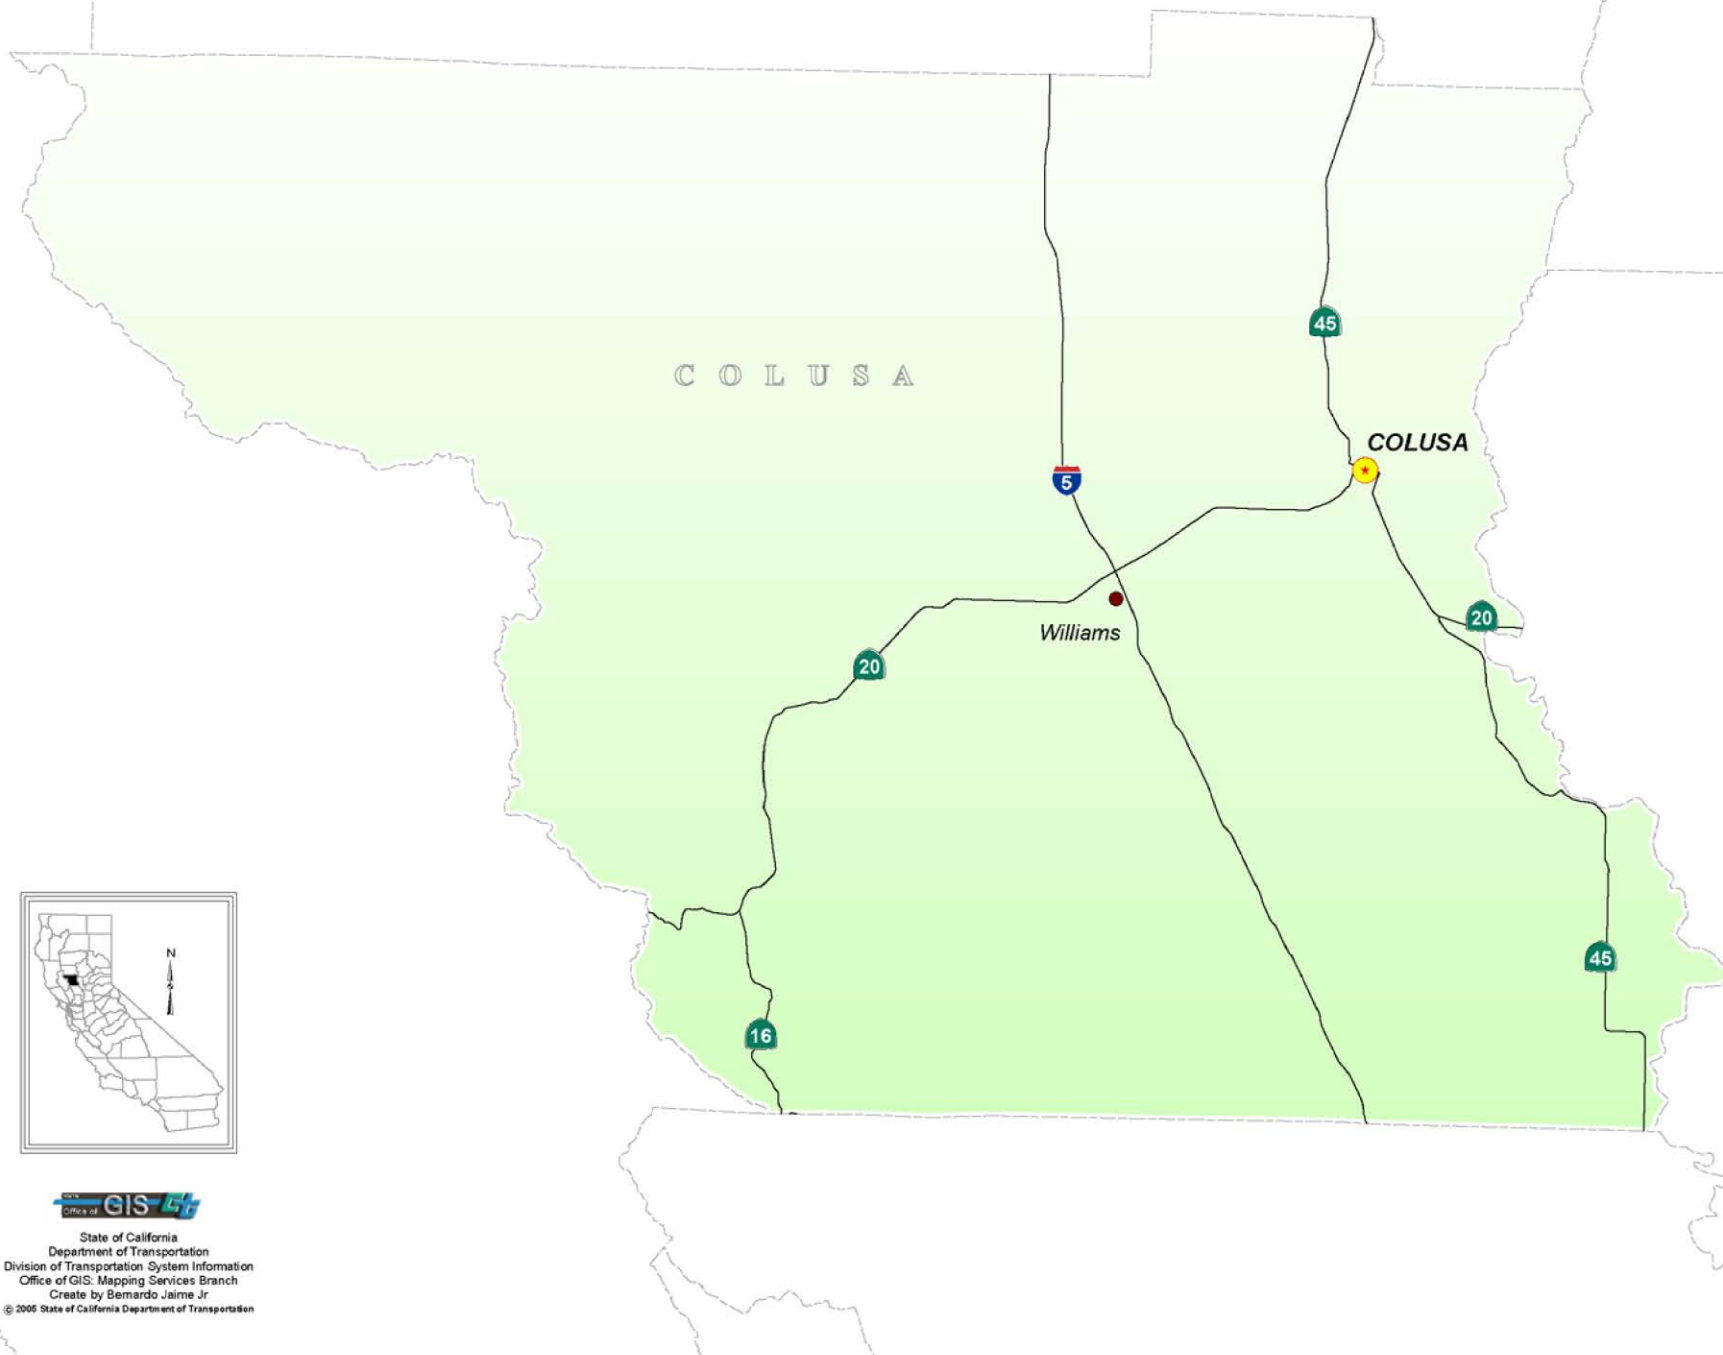 45
C O L U S A
COLUSA
5
20
Williams
20
N
45
16
Office of GIS Ct
State of California
Department of Transportation
Division of Transportation System Information
Office of GIS: Mapping Services Branch
Create by Bernardo Jaime Jr
© 2005 State of California Department of Transportation